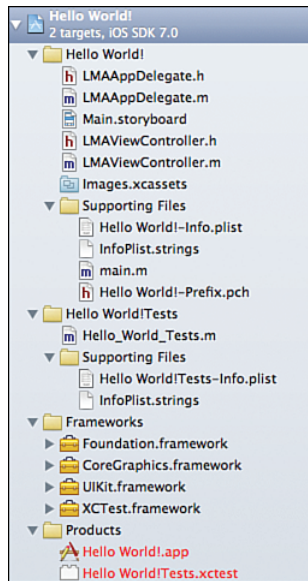 Hello World!
2 targets, iOS SDK 7.0
Hello World!
h LMAAppDelegate.h
m LMAAppDelegate.m
Main.storyboard
h LMAViewController.h
m LMAViewController.m
Images.xcassets
Supporting Files
Hello World!-Info.plist
InfoPlist.strings
m main.m
h Hello World!-Prefix.pch
Hello World!Tests
m Hello_World_Tests.m
Supporting Files
Hello World!Tests-Info.plist
InfoPlist.strings
Frameworks
Foundation.framework
CoreGraphics.framework
UIKit.framework
XCTest.framework
Products
Hello World!.app
Hello World!Tests.xctest